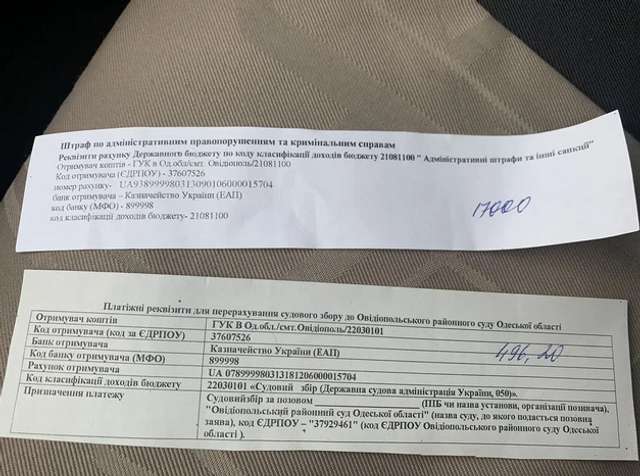 Штраф по адміністративним правопорушенням та кримінальним справам
Реквізити рахунку Державного бюджету по коду класифікації доходів бюджету 21081100 " Адміністративні штрафи та інші санкції"
Отримувач коштів - ГУК в Од.обл/смт. Овідіополь/21081100
Код отримувача (ЄДРПОУ) - 37607526
номер рахунку- UA938999980313090106000015704
банк отримувача – Казначейство України (ЕАП)
код банку (МФО) - 899998
код класифікації доходів бюджету- 21081100
17000
Платіжні реквізити для перерахування судового збору до Овідіопольського районного суду Одеської області
Отримувач коштів ГУК В Од.обл./смт.Овідіополь/22030101
Код отримувача (код за ЄДРПОУ) 37607526
Банк отримувача Казначейство України (ЕАП)
Код банку отримувача (МФО) 899998
Рахунок отримувача UA 078999980313181206000015704
Код класифікації доходів бюджету 22030101 «Судовий збір (Державна судова адміністрація України, 050)».
Призначення платежу Судовийзбір за позовом (ПІБ чи назва установи, організації позивача),
"Овідіопольський районний суд Одеської області" (назва суду, до якого подається позовна
заява), код ЄДРПОУ – "37929461" (код ЄДРПОУ Овідіопольського районного суду Одеської
області ).
496,20